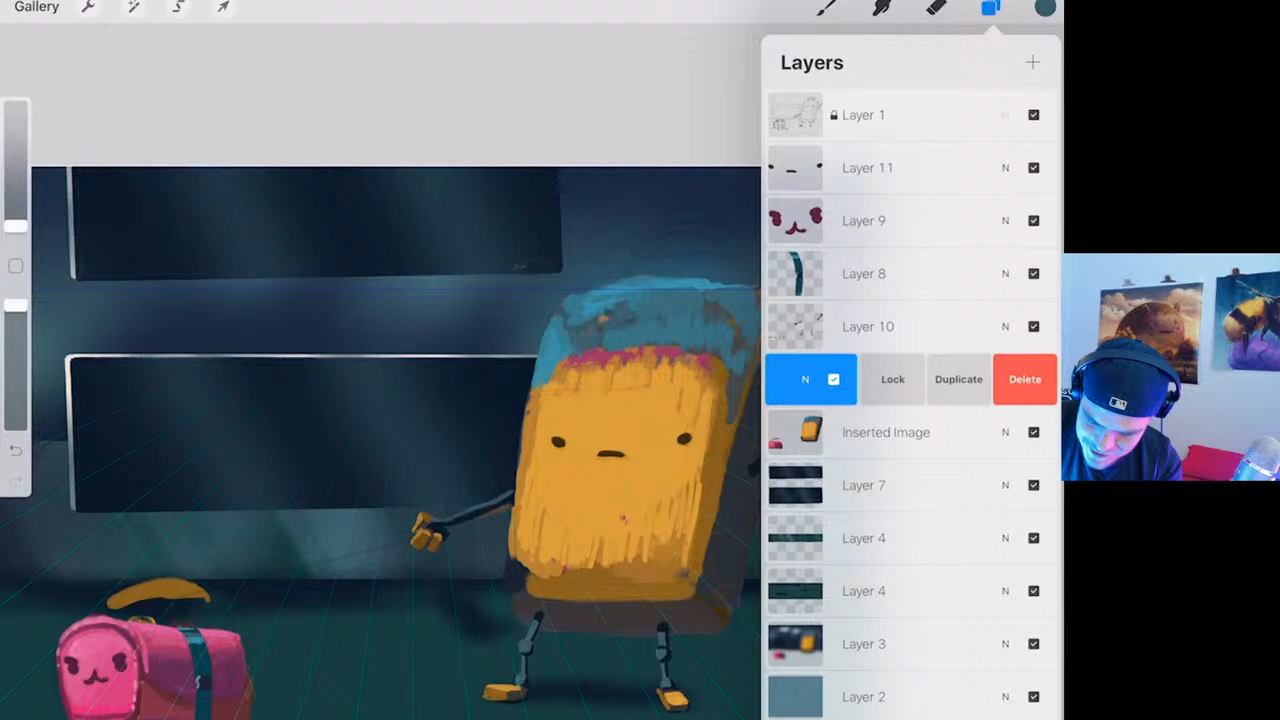 Gallery
Layers
Layer 1
Layer 11 N
Layer 9 N
Layer 8 N
Layer 10 N
N Lock Duplicate Delete
Inserted Image N
Layer 7 N
Layer 4 N
Layer 4 N
Layer 3 N
Layer 2 N